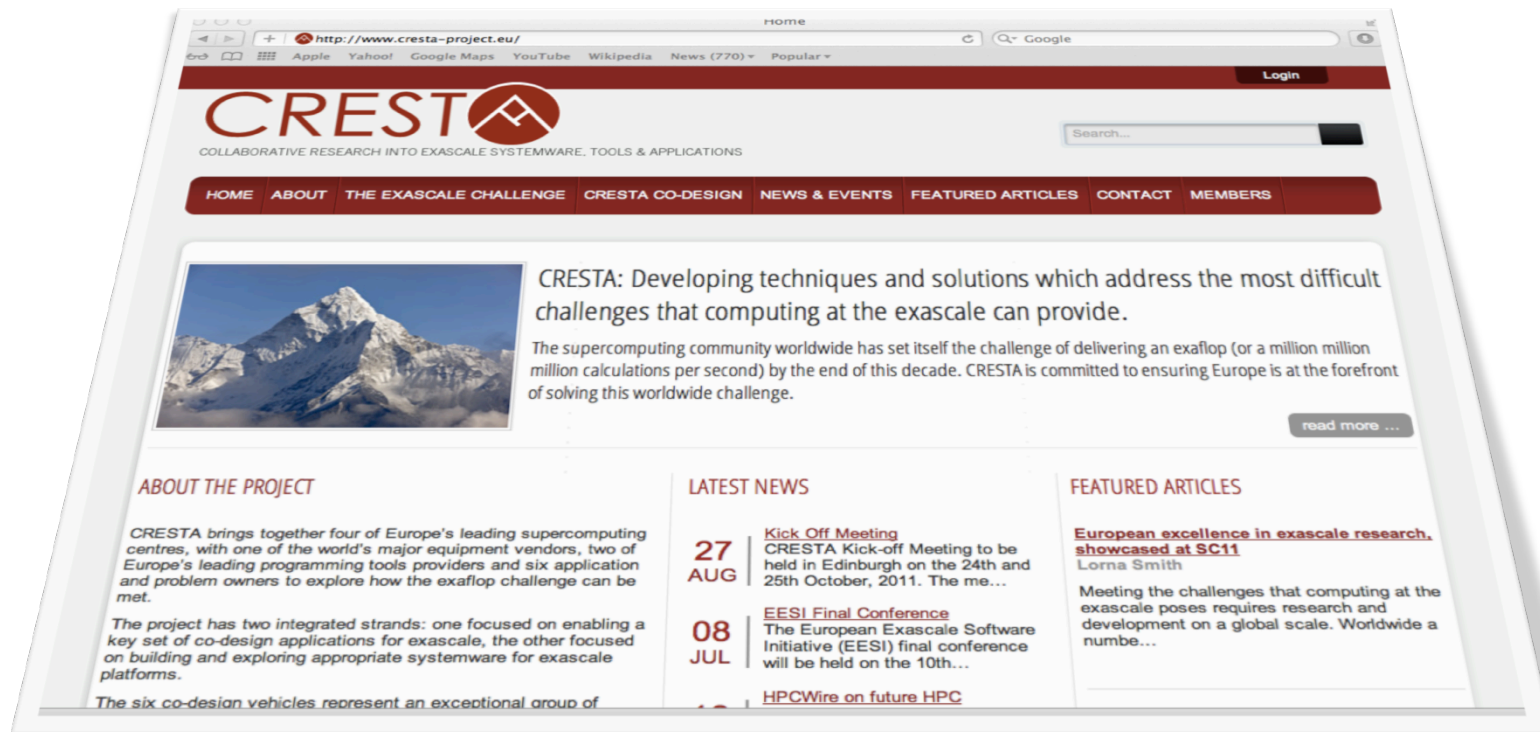 Home
http://www.cresta-project.eu/
Google
Apple Yahoo! Google Maps YouTube Wikipedia News (770) Popular
Login
CRESTA
Search...
COLLABORATIVE RESEARCH INTO EXASCALE SYSTEMWARE, TOOLS & APPLICATIONS
HOME ABOUT THE EXASCALE CHALLENGE CRESTA CO-DESIGN NEWS & EVENTS FEATURED ARTICLES CONTACT MEMBERS
CRESTA: Developing techniques and solutions which address the most difficult
challenges that computing at the exascale can provide.
The supercomputing community worldwide has set itself the challenge of delivering an exaflop (or a million million
million calculations per second) by the end of this decade. CRESTA is committed to ensuring Europe is at the forefront
of solving this worldwide challenge.
read more ...
ABOUT THE PROJECT
CRESTA brings together four of Europe's leading supercomputing
centres, with one of the world's major equipment vendors, two of
Europe's leading programming tools providers and six application
and problem owners to explore how the exaflop challenge can be
met.
The project has two integrated strands: one focused on enabling a
key set of co-design applications for exascale, the other focused
on building and exploring appropriate systemware for exascale
platforms.
The six co-design vehicles represent an exceptional group of
LATEST NEWS
27
AUG
Kick Off Meeting
CRESTA Kick-off Meeting to be
held in Edinburgh on the 24th and
25th October, 2011. The me...
08
JUL
EESI Final Conference
The European Exascale Software
Initiative (EESI) final conference
will be held on the 10th...
HPCWire on future HPC
FEATURED ARTICLES
European excellence in exascale research,
showcased at SC11
Lorna Smith
Meeting the challenges that computing at the
exascale poses requires research and
development on a global scale. Worldwide a
numbe...